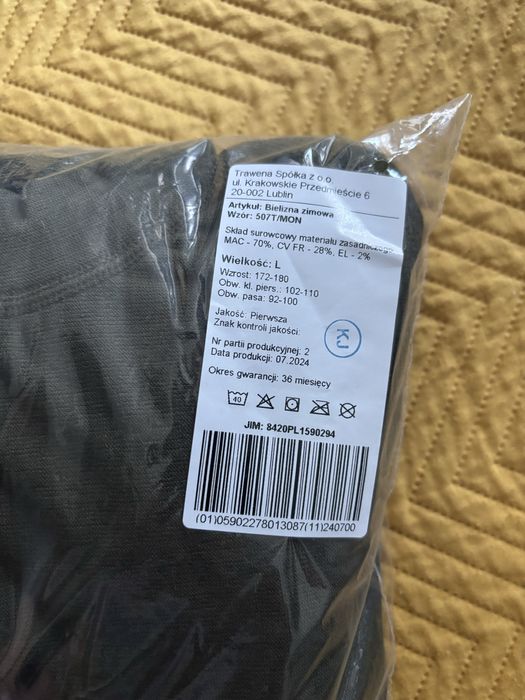 Trawena Spółka z o.o.
ul. Krakowskie Przedmieście 6
20-002 Lublin
Artykuł: Bielizna zimowa
Wzór: 507T/MON
Skład surowcowy materiału zasadniczego:
MAC - 70%, CV FR - 28%, EL - 2%
Wielkość: L
Wzrost: 172-180
Obw. kl. piers.: 102-110
Obw. pasa: 92-100
Jakość: Pierwsza
Znak kontroli jakości:
KJ
Nr partii produkcyjnej: 2
Data produkcji: 07.2024
Okres gwarancji: 36 miesięcy
40
JIM: 8420PL1590294
(01)05902278013087(11)240700